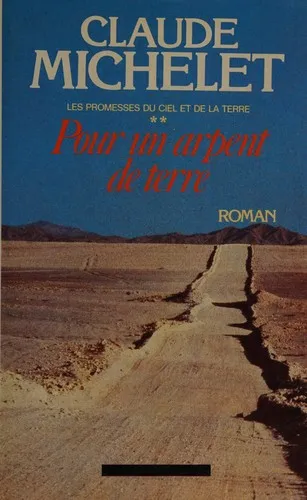 CLAUDE
MICHELET
LES PROMESSES DU CIEL ET DE LA TERRE
**
Pour un arpent
de terre
ROMAN